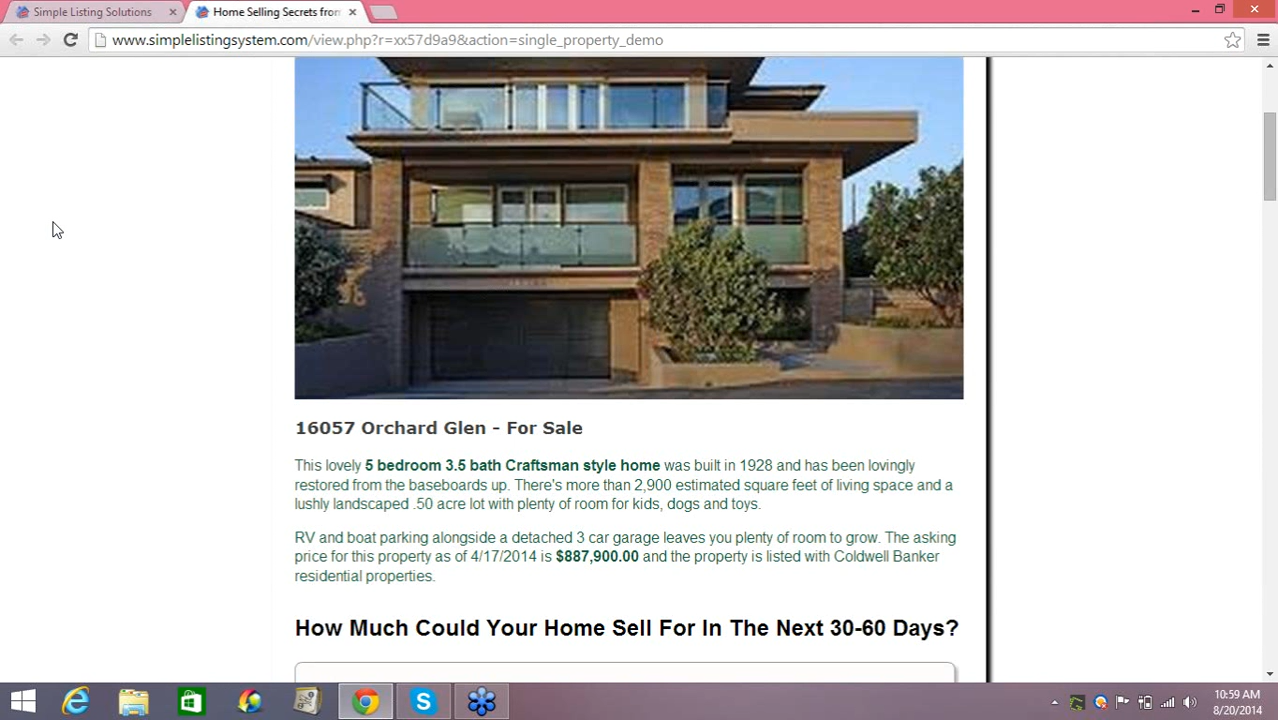 Simple Listing Solutions
Home Selling Secrets from
www.simplelistingsystem.com/view.php?r=xx57d9a9&action=single_property_demo
16057 Orchard Glen - For Sale
This lovely 5 bedroom 3.5 bath Craftsman style home was built in 1928 and has been lovingly
restored from the baseboards up. There's more than 2,900 estimated square feet of living space and a
lushly landscaped .50 acre lot with plenty of room for kids, dogs and toys.
RV and boat parking alongside a detached 3 car garage leaves you plenty of room to grow. The asking
price for this property as of 4/17/2014 is $887,900.00 and the property is listed with Coldwell Banker
residential properties.
How Much Could Your Home Sell For In The Next 30-60 Days?
10:59 AM
8/20/2014